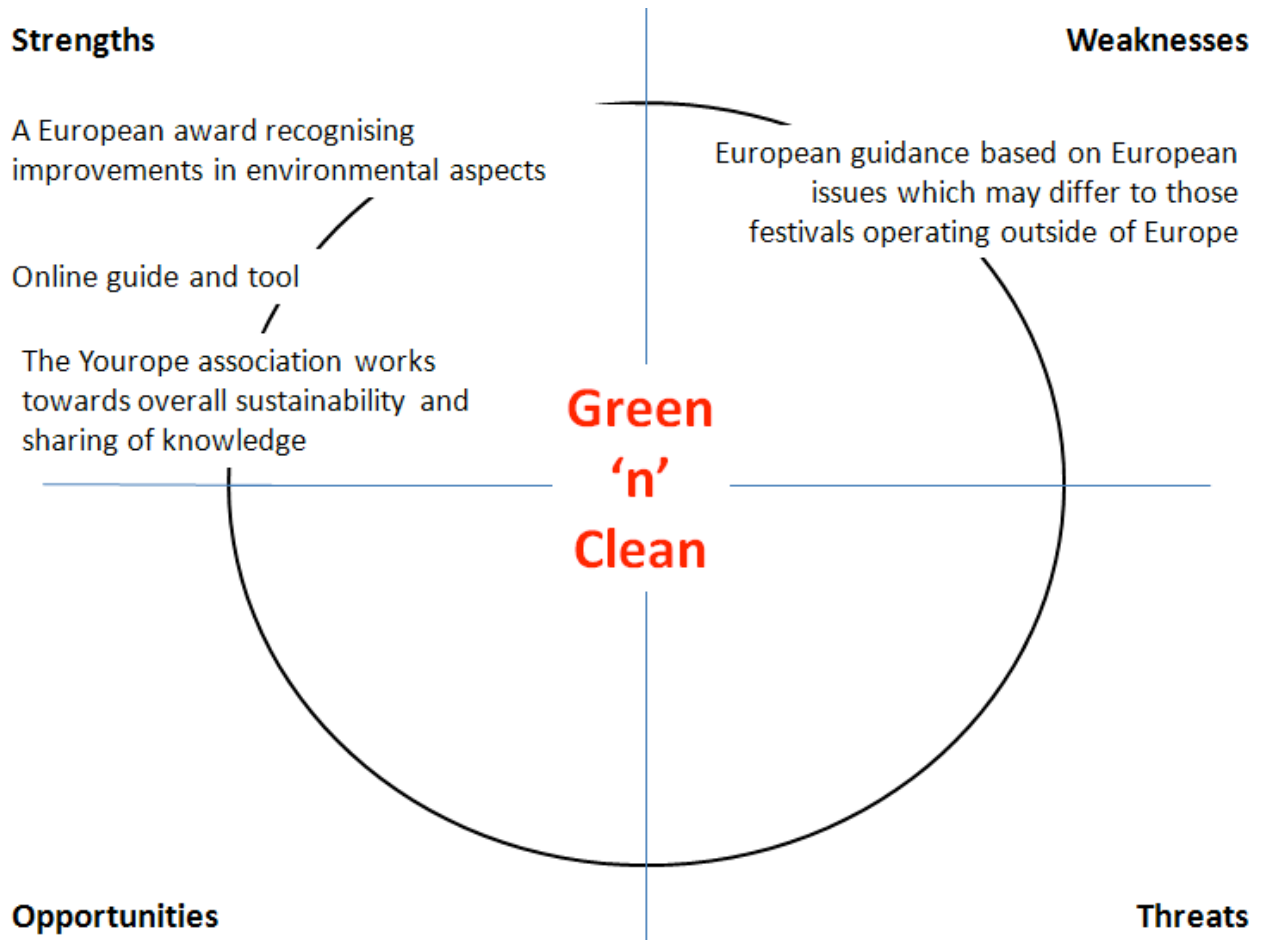 Strengths
Weaknesses
A European award recognising
improvements in environmental aspects
European guidance based on European
issues which may differ to those
festivals operating outside of Europe
Online guide and tool
The Yourope association works
towards overall sustainability and
sharing of knowledge
Green
‘n’
Clean
Opportunities
Threats